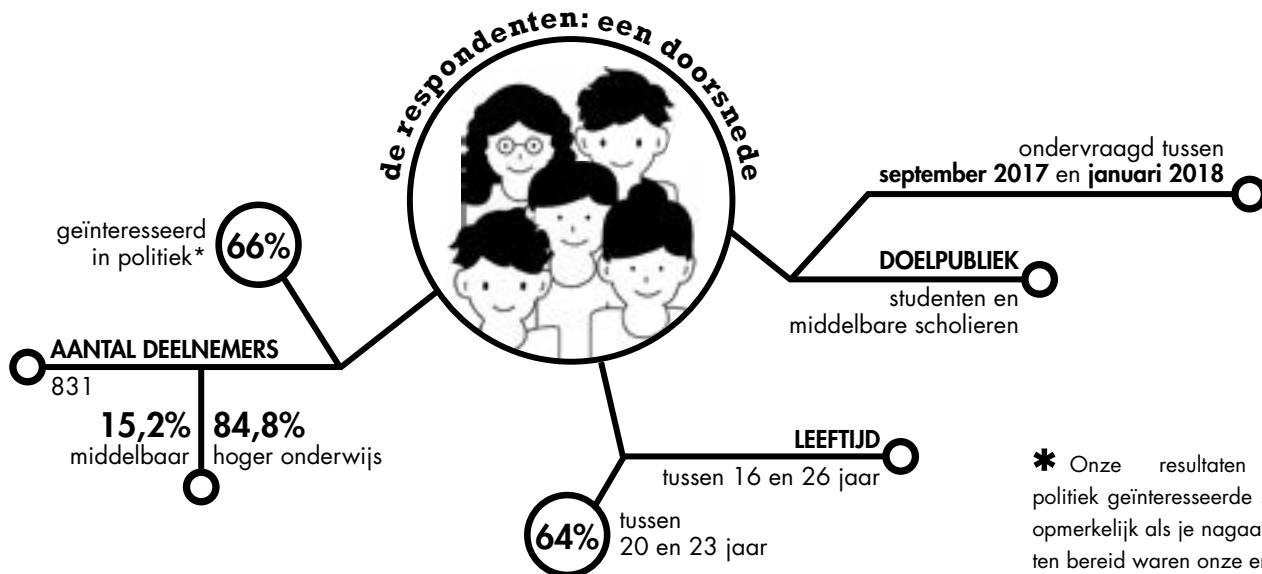 de respondenten: een doorsnede
geïnteresseerd
in politiek*
66%
AANTAL DEELNEMERS
831
15,2%
middelbaar
84,8%
hoger onderwijs
ondervraagd tussen
september 2017 en januari 2018
DOELPUBLIEK
studenten en
middelbare scholieren
LEEFTIJD
tussen 16 en 26 jaar
64%
tussen
20 en 23 jaar
* Onze resultaten
politiek geïnteresseerde
opmerkelijk als je nagaa
ten bereid waren onze e